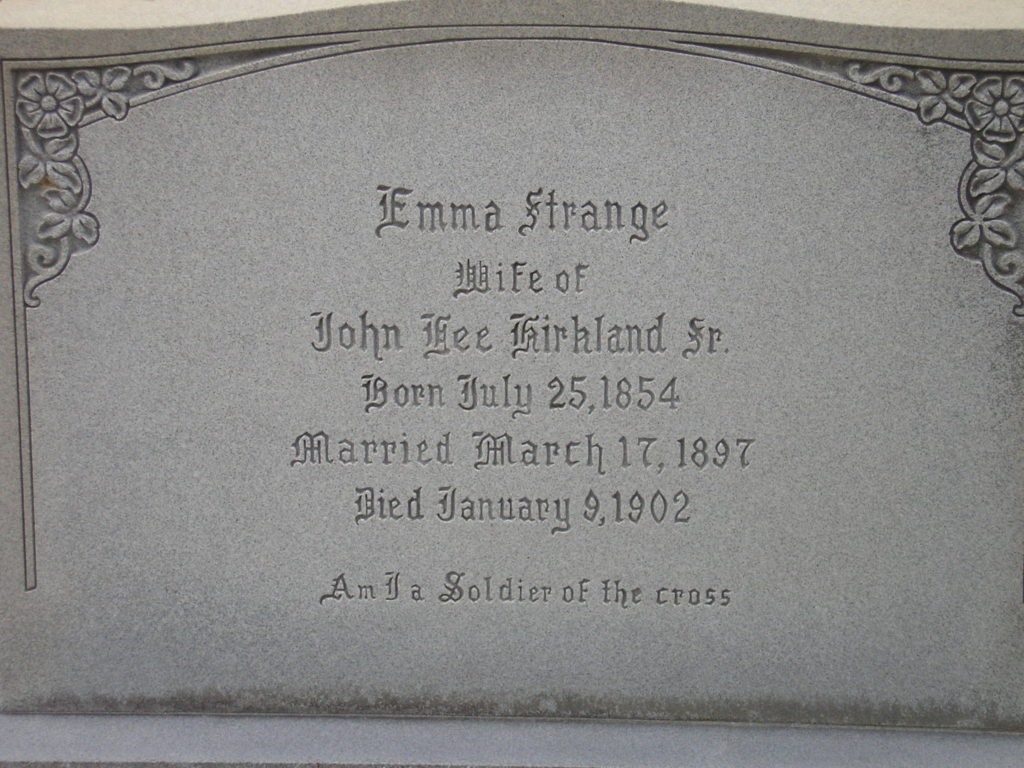 Emma Strange
Wife of
John Lee Kirkland Sr.
Born July 25, 1854
Married March 17, 1897
Died January 9, 1902
Am I a Soldier of the cross